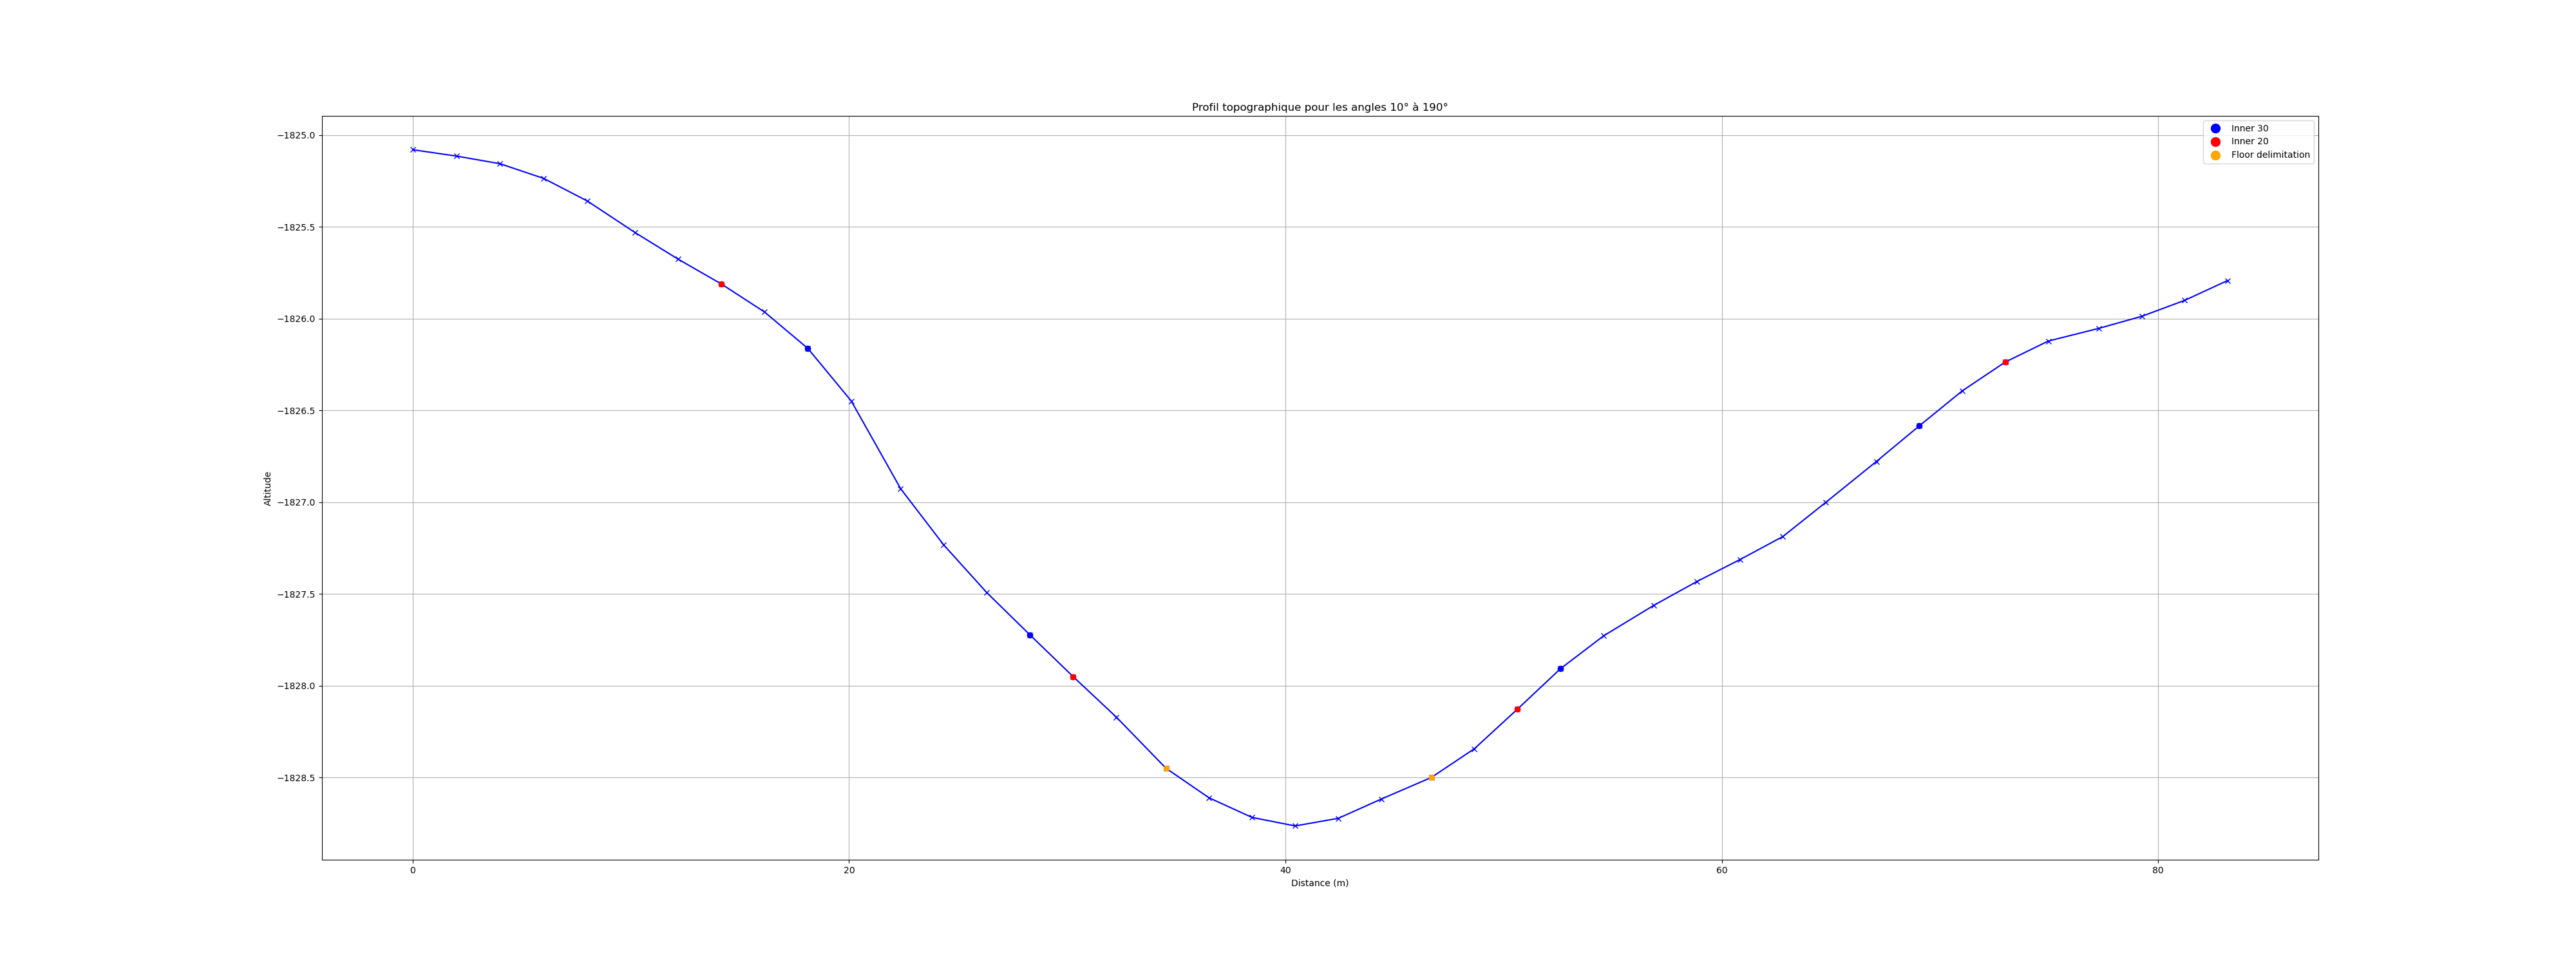 Profil topographique pour les angles 10° à 190°
Inner 30
Inner 20
Floor delimitation
Altitude
−1825.0
−1825.5
−1826.0
−1826.5
−1827.0
−1827.5
−1828.0
−1828.5
0 20 40 60 80
Distance (m)